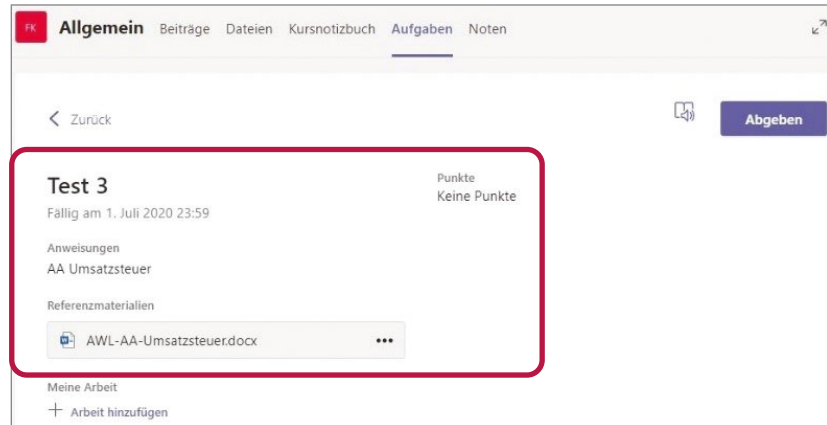 FK Allgemein Beiträge Dateien Kursnotizbuch Aufgaben Noten
Zurück
Abgeben
Test 3
Fällig am 1. Juli 2020 23:59
Punkte
Keine Punkte
Anweisungen
AA Umsatzsteuer
Referenzmaterialien
AWL-AA-Umsatzsteuer.docx
Meine Arbeit
+ Arbeit hinzufügen